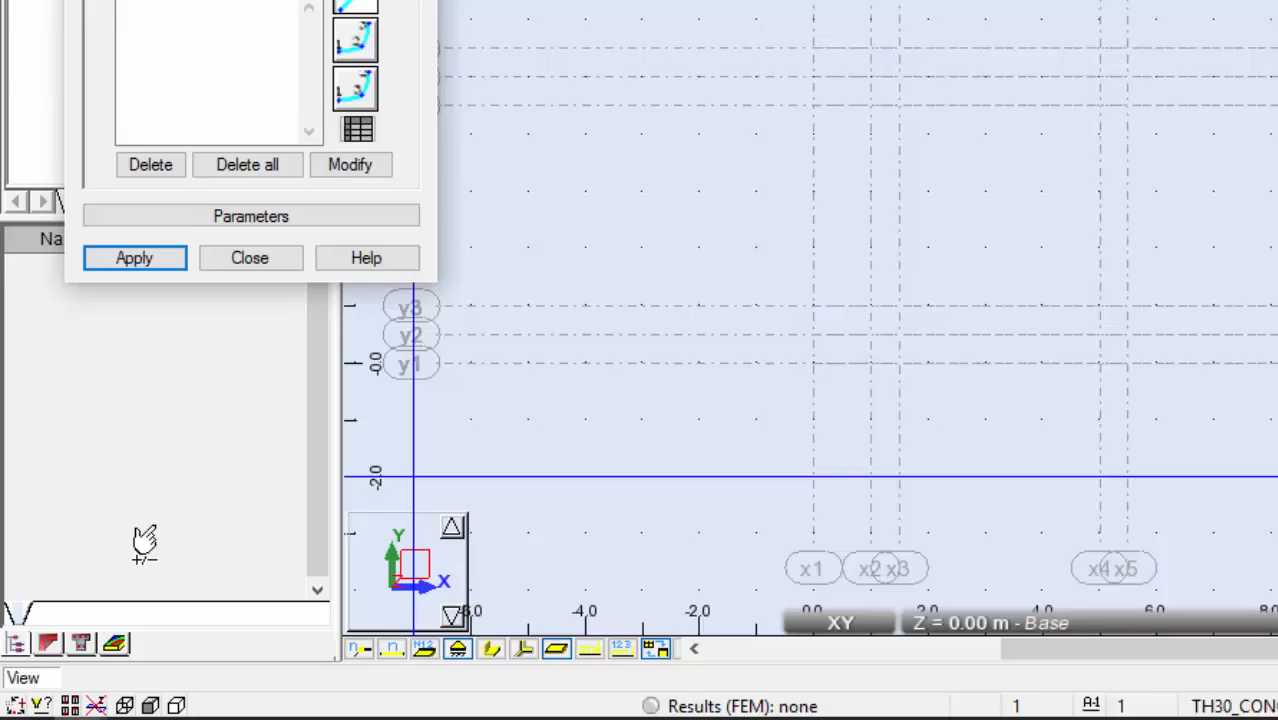 Delete Delete all Modify
Parameters
Na
Apply Close Help
y3
y2
y1
-0.0
-2.0
+/-
Y
X
x1 x2 x3 x4 x5
-4.0 -2.0 0.0 2.0 4.0 6.0 8.0
XY Z = 0.00 m - Base
View
Results (FEM): none 1 1 TH30_CON